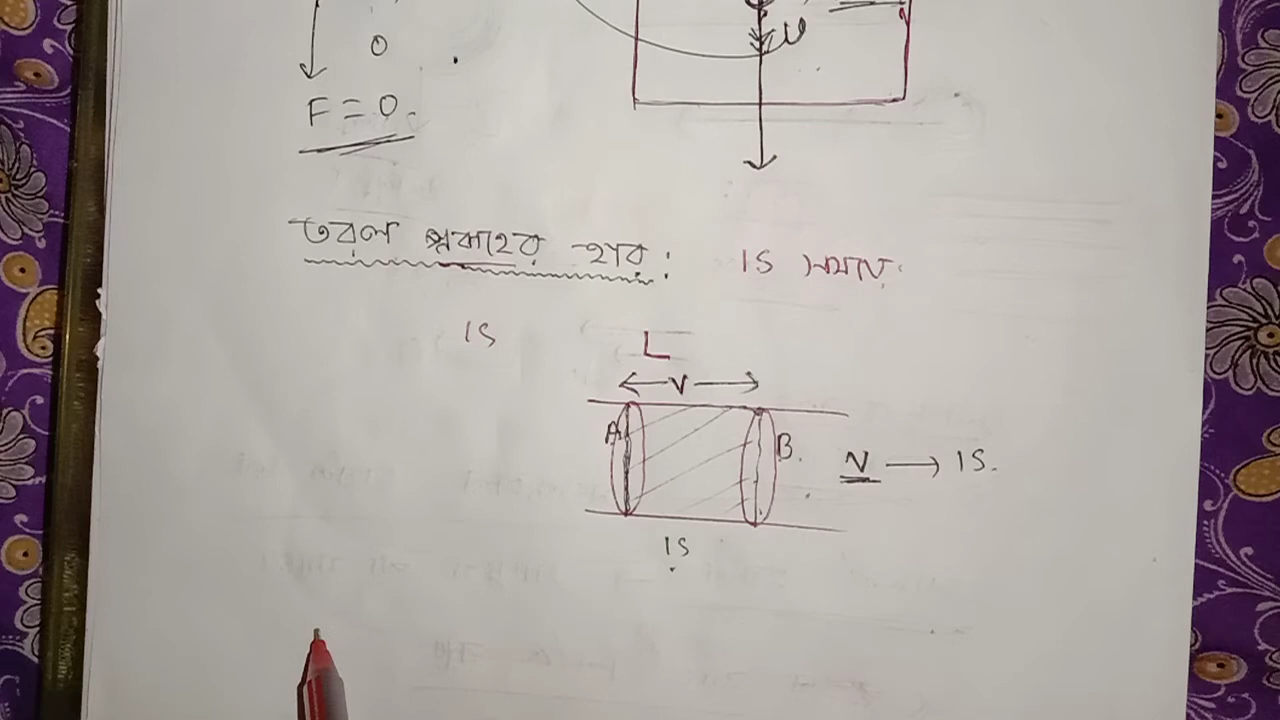 0
v
F = 0.
তরল প্রবাহের হার: 1S সময়ে
1S
L
v
A B.
N → 1S.
1S